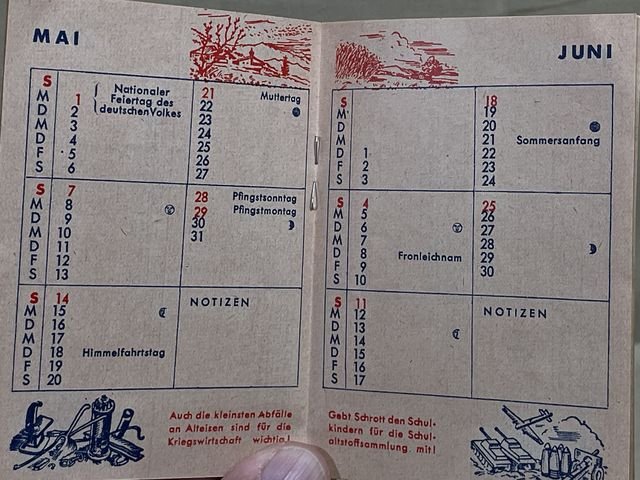 MAI
S
M 1 Nationaler
D 2 Feiertag des
M 3 deutschen Volkes
D 4
F 5
S 6
S 7
M 8
D 9
M 10
D 11
F 12
S 13
S 14
M 15
D 16
M 17
D 18 Himmelfahrtstag
F 19
S 20
21 Muttertag
22
23
24
25
26
27
28 Pfingstsonntag
29 Pfingstmontag
30
31
NOTIZEN
Auch die kleinsten Abfälle
an Alteisen sind für die
Kriegswirtschaft wichtig!
JUNI
S
M
D
M
D 1
F 2
S 3
S 4
M 5
D 6
M 7
D 8 Fronleichnam
F 9
S 10
S 11
M 12
D 13
M 14
D 15
F 16
S 17
18
19
20
21 Sommersanfang
22
23
24
25
26
27
28
29
30
NOTIZEN
Gebt Schrott den Schul-
kindern für die Schul-
altstoffsammlung mit!